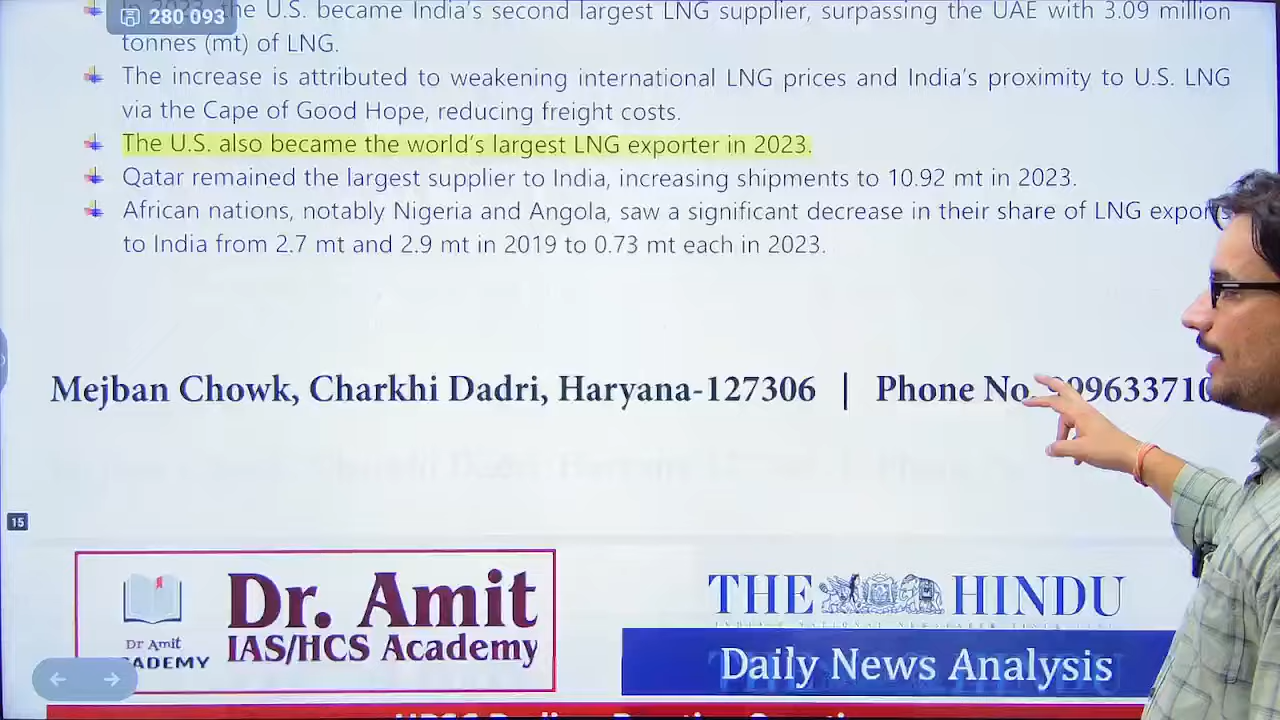 280 093
In 2023, the U.S. became India's second largest LNG supplier, surpassing the UAE with 3.09 million
tonnes (mt) of LNG.
The increase is attributed to weakening international LNG prices and India's proximity to U.S. LNG
via the Cape of Good Hope, reducing freight costs.
The U.S. also became the world's largest LNG exporter in 2023.
Qatar remained the largest supplier to India, increasing shipments to 10.92 mt in 2023.
African nations, notably Nigeria and Angola, saw a significant decrease in their share of LNG exports
to India from 2.7 mt and 2.9 mt in 2019 to 0.73 mt each in 2023.
Mejban Chowk, Charkhi Dadri, Haryana-127306 | Phone No.
15
Dr Amit
ADEMY
Dr. Amit
IAS/HCS Academy
THE HINDU
Daily News Analysis